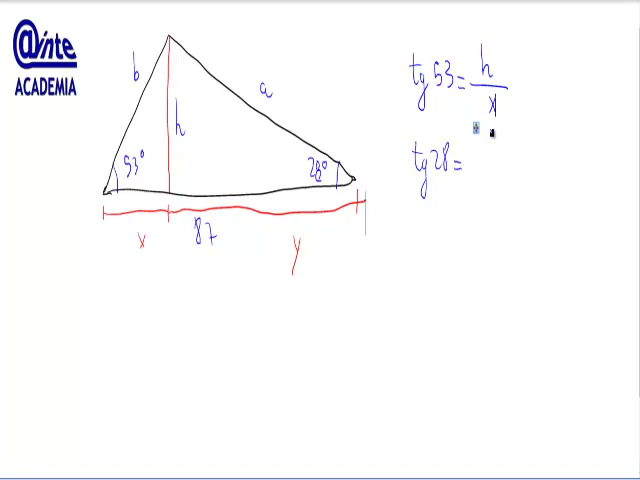 @inte
ACADEMIA
b
a
h
53°
28°
x
87
y
tg 53 = h/x
tg 28 =